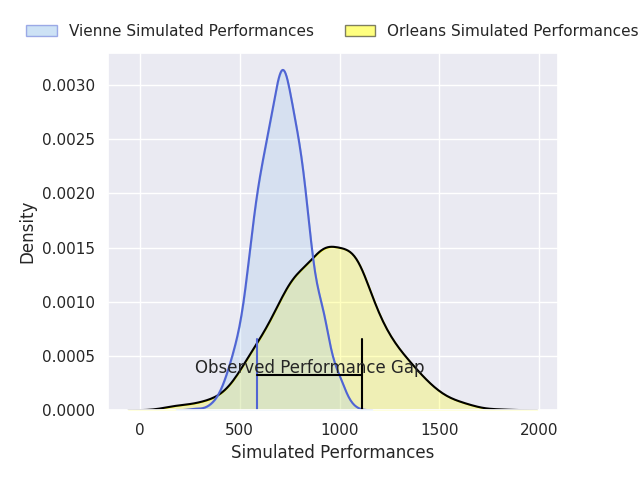 Vienne Simulated Performances
Orleans Simulated Performances
0.0030
0.0025
0.0020
0.0015
0.0010
0.0005
0.0000
Density
Observed Performance Gap
0
500
1000
1500
2000
Simulated Performances